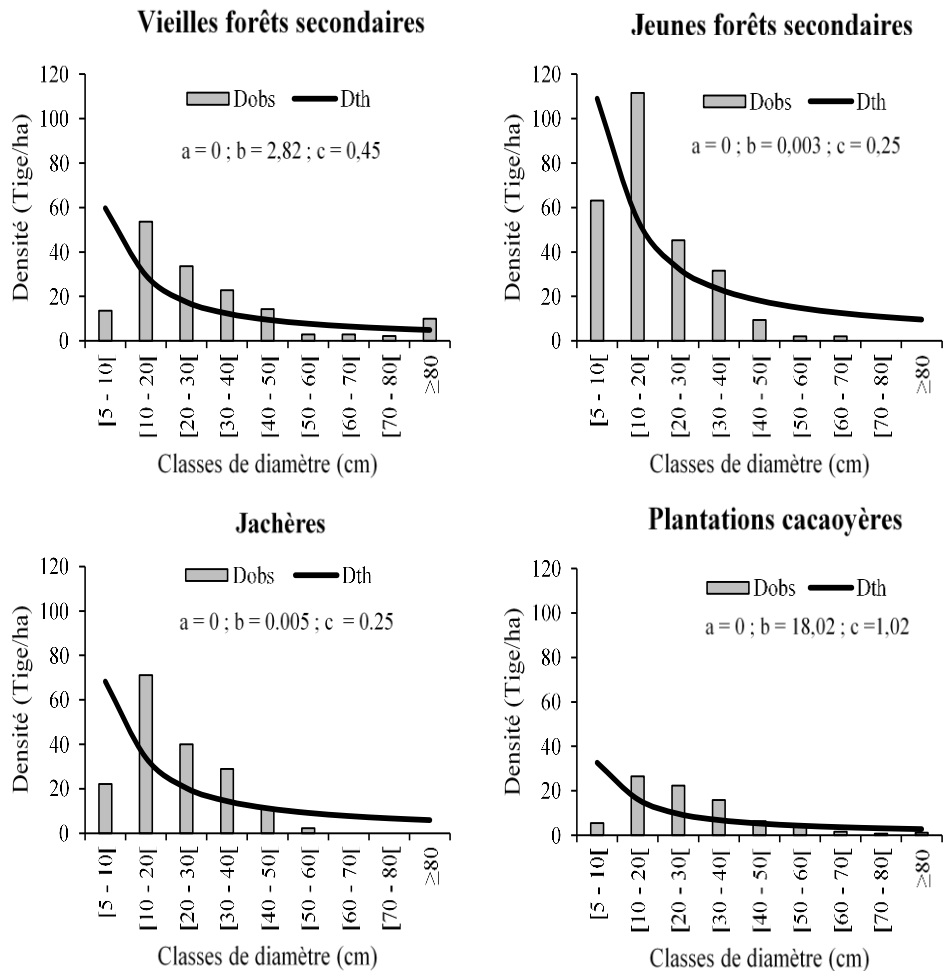 Vieilles forêts secondaires
Densité (Tige/ha)
120
100
80
60
40
20
0
Dobs Dth
a = 0 ; b = 2,82 ; c = 0,45
[5 - 10[
[10 - 20[
[20 - 30[
[30 - 40[
[40 - 50[
[50 - 60[
[60 - 70[
[70 - 80[
≥80
Classes de diamètre (cm)
Jeunes forêts secondaires
Densité (Tige/ha)
120
100
80
60
40
20
0
Dobs Dth
a = 0 ; b = 0,003 ; c = 0,25
[5 - 10[
[10 - 20[
[20 - 30[
[30 - 40[
[40 - 50[
[50 - 60[
[60 - 70[
[70 - 80[
≥80
Classes de diamètre (cm)
Jachères
Densité (Tige/ha)
120
100
80
60
40
20
0
Dobs Dth
a = 0 ; b = 0.005 ; c = 0.25
[5 - 10[
[10 - 20[
[20 - 30[
[30 - 40[
[40 - 50[
[50 - 60[
[60 - 70[
[70 - 80[
≥80
Classes de diamètre (cm)
Plantations cacaoyères
Densité (Tige/ha)
120
100
80
60
40
20
0
Dobs Dth
a = 0 ; b = 18,02 ; c =1,02
[5 - 10[
[10 - 20[
[20 - 30[
[30 - 40[
[40 - 50[
[50 - 60[
[60 - 70[
[70 - 80[
≥80
Classes de diamètre (cm)